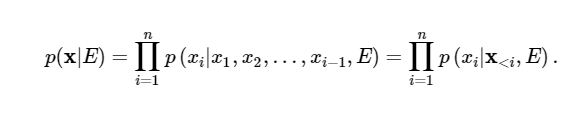 p(𝐱|E) = ∏_{i=1}^{n} p (x_i|x_1, x_2, . . . , x_{i−1}, E) = ∏_{i=1}^{n} p (x_i|𝐱_{<i}, E) .